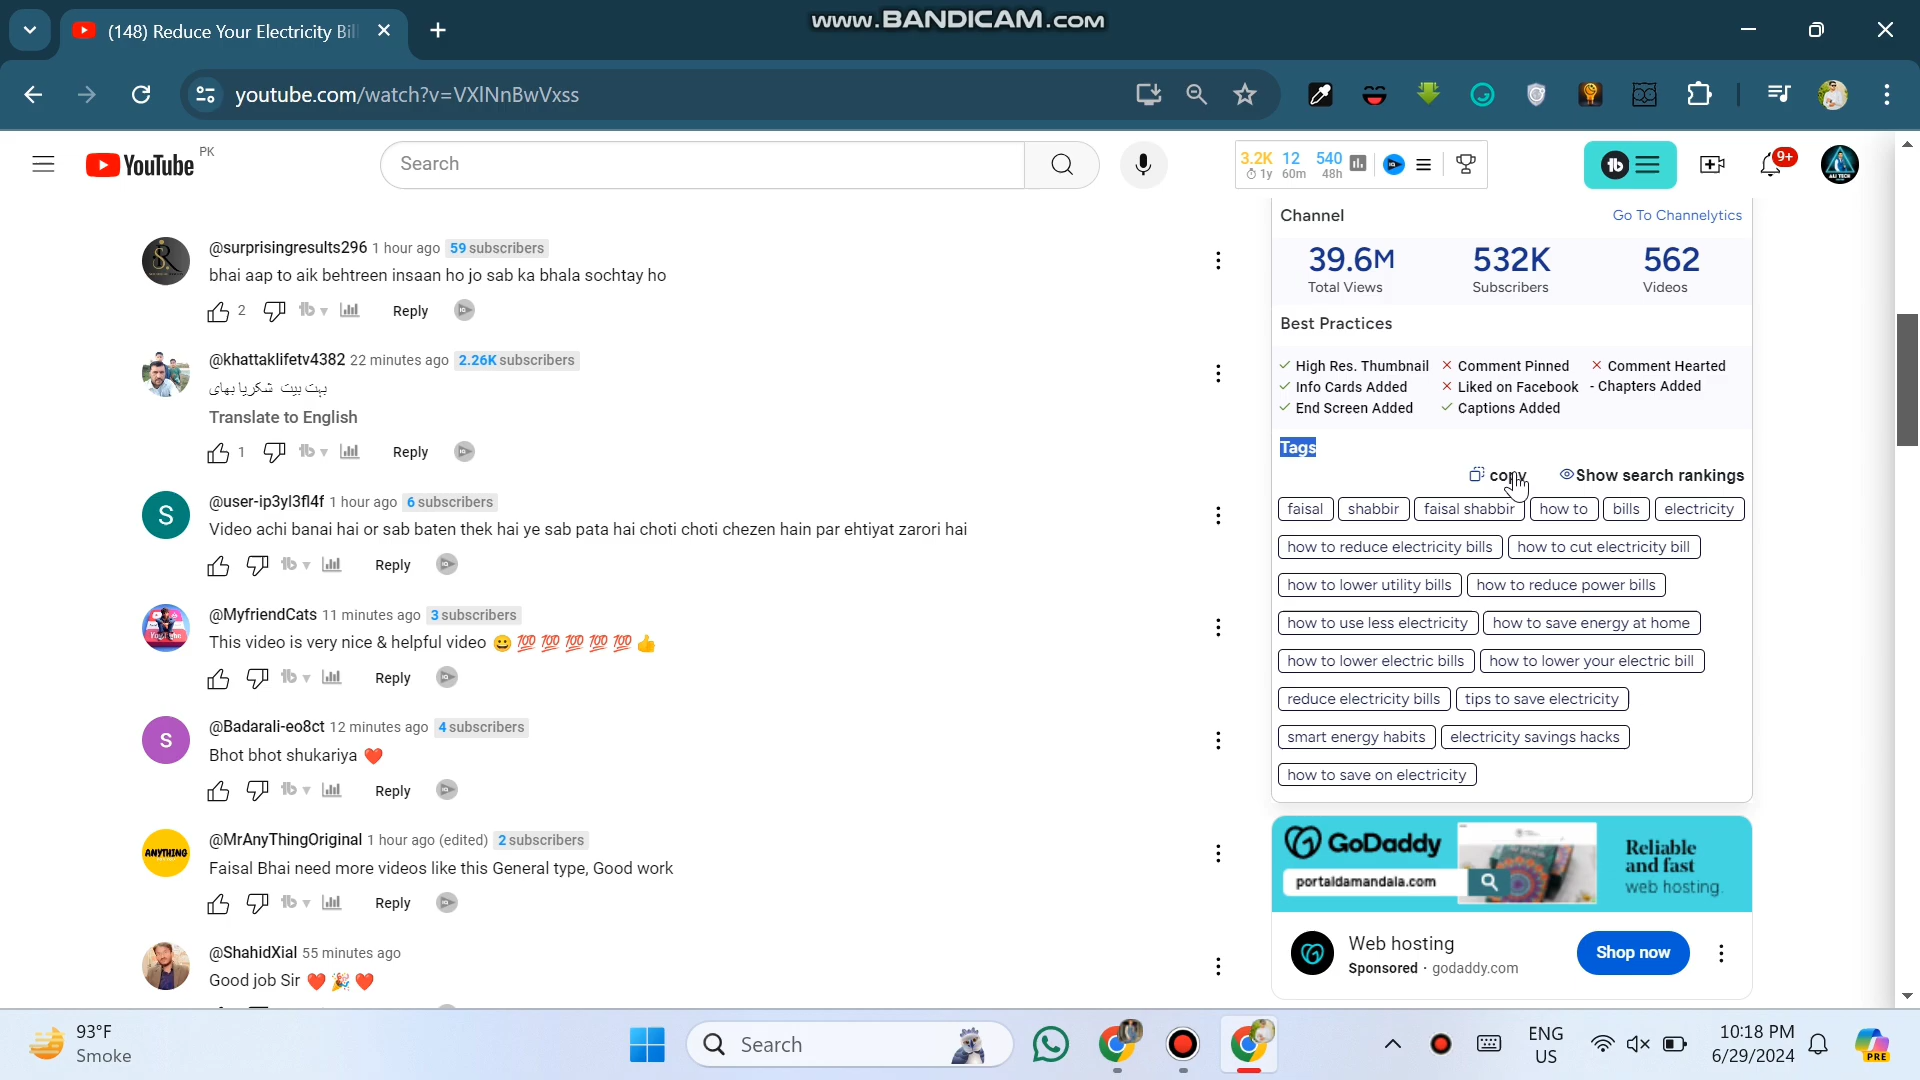 www.BANDICAM.com
(148) Reduce Your Electricity Bil
youtube.com/watch?v=VXlNnBwVxss
YouTube PK
Search
3.2K 12 540
1y 60m 48h
9+
@surprisingresults296 1 hour ago 59 subscribers
bhai aap to aik behtreen insaan ho jo sab ka bhala sochtay ho
2 Reply
@khattaklifetv4382 22 minutes ago 2.26K subscribers
بہت بیت شکریا بھای
Translate to English
1 Reply
@user-ip3yl3fl4f 1 hour ago 6 subscribers
Video achi banai hai or sab baten thek hai ye sab pata hai choti choti chezen hain par ehtiyat zarori hai
Reply
@MyfriendCats 11 minutes ago 3 subscribers
This video is very nice & helpful video 😀 💯 💯 💯 💯 💯 👍
Reply
@Badarali-eo8ct 12 minutes ago 4 subscribers
Bhot bhot shukariya ❤️
Reply
@MrAnyThingOriginal 1 hour ago (edited) 2 subscribers
Faisal Bhai need more videos like this General type, Good work
Reply
@ShahidXial 55 minutes ago
Good job Sir ❤️ 🎉 ❤️
Channel Go To Channelytics
39.6M 532K 562
Total Views Subscribers Videos
Best Practices
High Res. Thumbnail Comment Pinned Comment Hearted
Info Cards Added Liked on Facebook - Chapters Added
End Screen Added Captions Added
Tags
copy Show search rankings
faisal shabbir faisal shabbir how to bills electricity
how to reduce electricity bills how to cut electricity bill
how to lower utility bills how to reduce power bills
how to use less electricity how to save energy at home
how to lower electric bills how to lower your electric bill
reduce electricity bills tips to save electricity
smart energy habits electricity savings hacks
how to save on electricity
GoDaddy
portaldamandala.com
Reliable
and fast
web hosting.
Web hosting
Sponsored · godaddy.com
Shop now
93°F
Smoke
Search
ENG
US
10:18 PM
6/29/2024
PRE